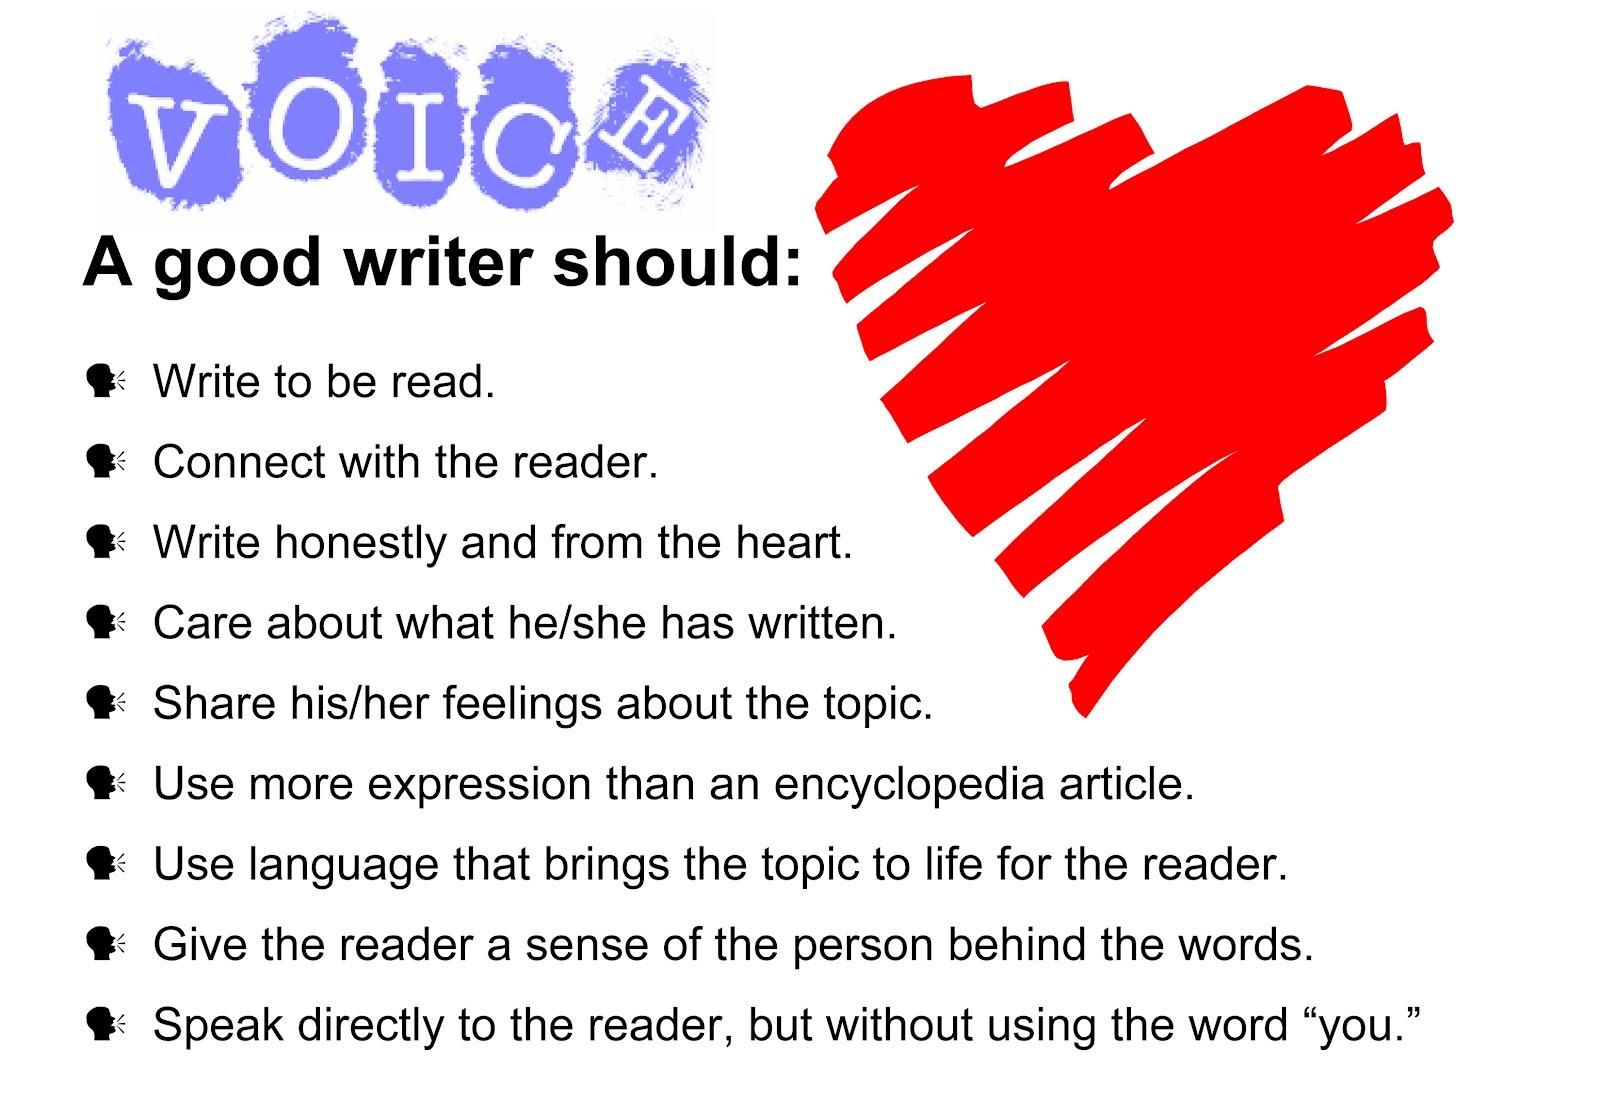 VOICE
A good writer should:
Write to be read.
Connect with the reader.
Write honestly and from the heart.
Care about what he/she has written.
Share his/her feelings about the topic.
Use more expression than an encyclopedia article.
Use language that brings the topic to life for the reader.
Give the reader a sense of the person behind the words.
Speak directly to the reader, but without using the word “you.”